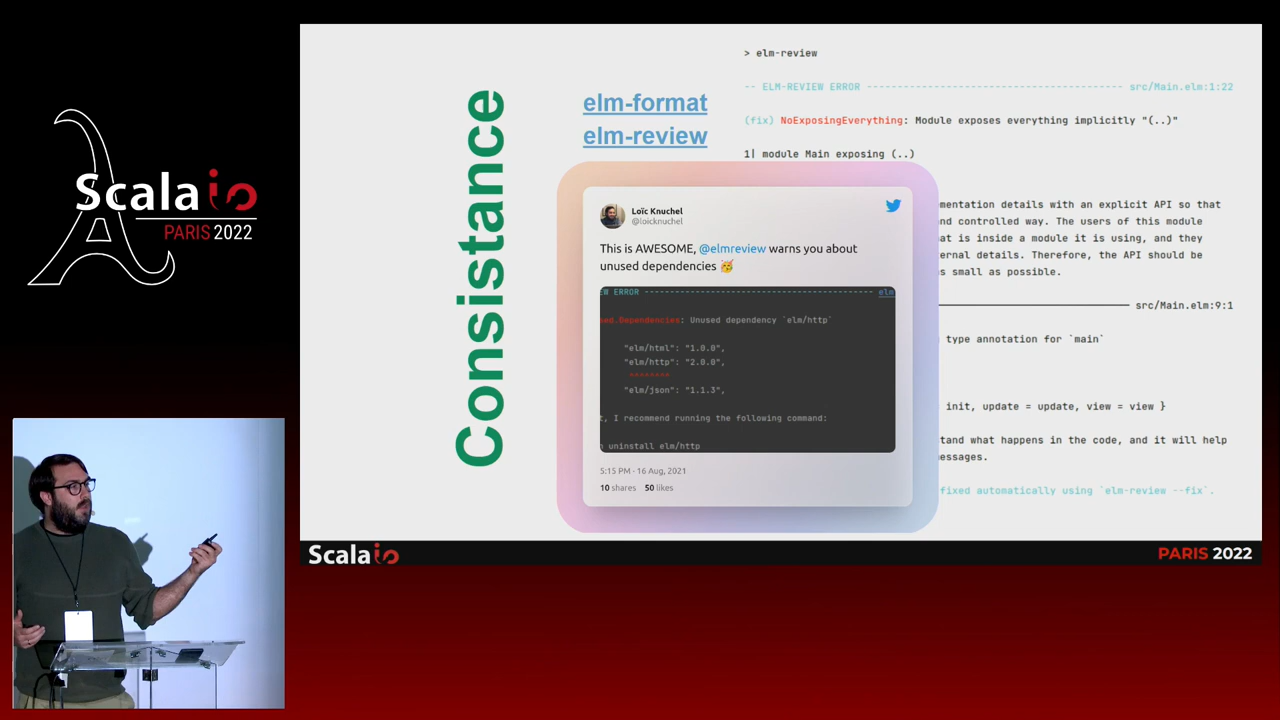 Scala io
PARIS 2022
Consistance
elm-format
elm-review
> elm-review
-- ELM-REVIEW ERROR ---------------------------------------- src/Main.elm:1:22
(fix) NoExposingEverything: Module exposes everything implicitly "(..)"
1| module Main exposing (..)
mentation details with an explicit API so that
nd controlled way. The users of this module
at is inside a module it is using, and they
ernal details. Therefore, the API should be
s small as possible.
src/Main.elm:9:1
type annotation for `main`
init, update = update, view = view }
tand what happens in the code, and it will help
essages.
fixed automatically using `elm-review --fix`.
Loïc Knuchel
@loicknuchel
This is AWESOME, @elmreview warns you about
unused dependencies 🥳
EW ERROR ---------------------------------------- elm
sed.Dependencies: Unused dependency `elm/http`
"elm/html": "1.0.0",
"elm/http": "2.0.0",
^^^^^^^^
"elm/json": "1.1.3",
t, I recommend running the following command:
uninstall elm/http
5:15 PM · 16 Aug, 2021
10 shares 50 likes
Scala io
PARIS 2022